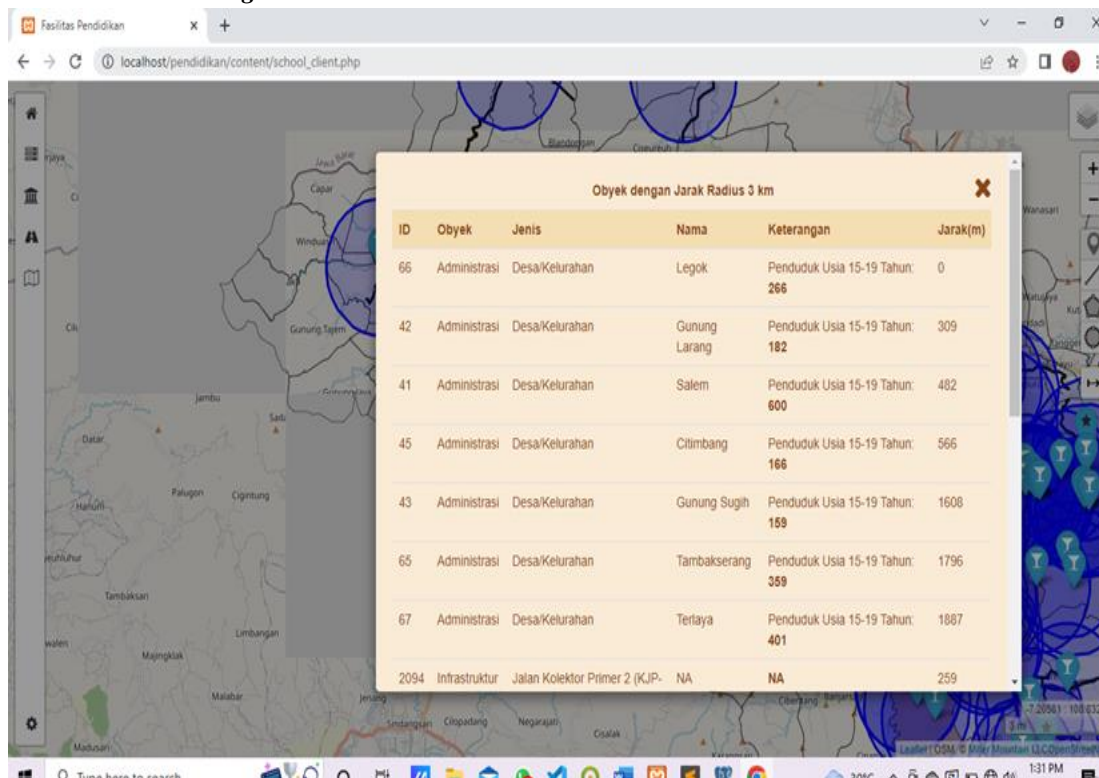 Fasilitas Pendidikan
localhost/pendidikan/content/school_client.php
Obyek dengan Jarak Radius 3 km
ID Obyek Jenis Nama Keterangan Jarak(m)
66 Administrasi Desa/Kelurahan Legok Penduduk Usia 15-19 Tahun: 0
266
42 Administrasi Desa/Kelurahan Gunung Penduduk Usia 15-19 Tahun: 309
Larang 182
41 Administrasi Desa/Kelurahan Salem Penduduk Usia 15-19 Tahun: 482
600
45 Administrasi Desa/Kelurahan Citimbang Penduduk Usia 15-19 Tahun: 566
166
43 Administrasi Desa/Kelurahan Gunung Sugih Penduduk Usia 15-19 Tahun: 1608
159
65 Administrasi Desa/Kelurahan Tambakserang Penduduk Usia 15-19 Tahun: 1796
359
67 Administrasi Desa/Kelurahan Terlaya Penduduk Usia 15-19 Tahun: 1887
401
2094 Infrastruktur Jalan Kolektor Primer 2 (KJP- NA NA 259
Jawa Barat
Capar
Gunung Tajem
Jambu
Datar
Palugon
Cigintung
Hanum
Tambaksari
Limbangan
Majingklak
Malabar
Madusari
Cilopadang
Negarajati
Cisalak
Wanasari
Blandongan
Type here to search
30°C
1:31 PM